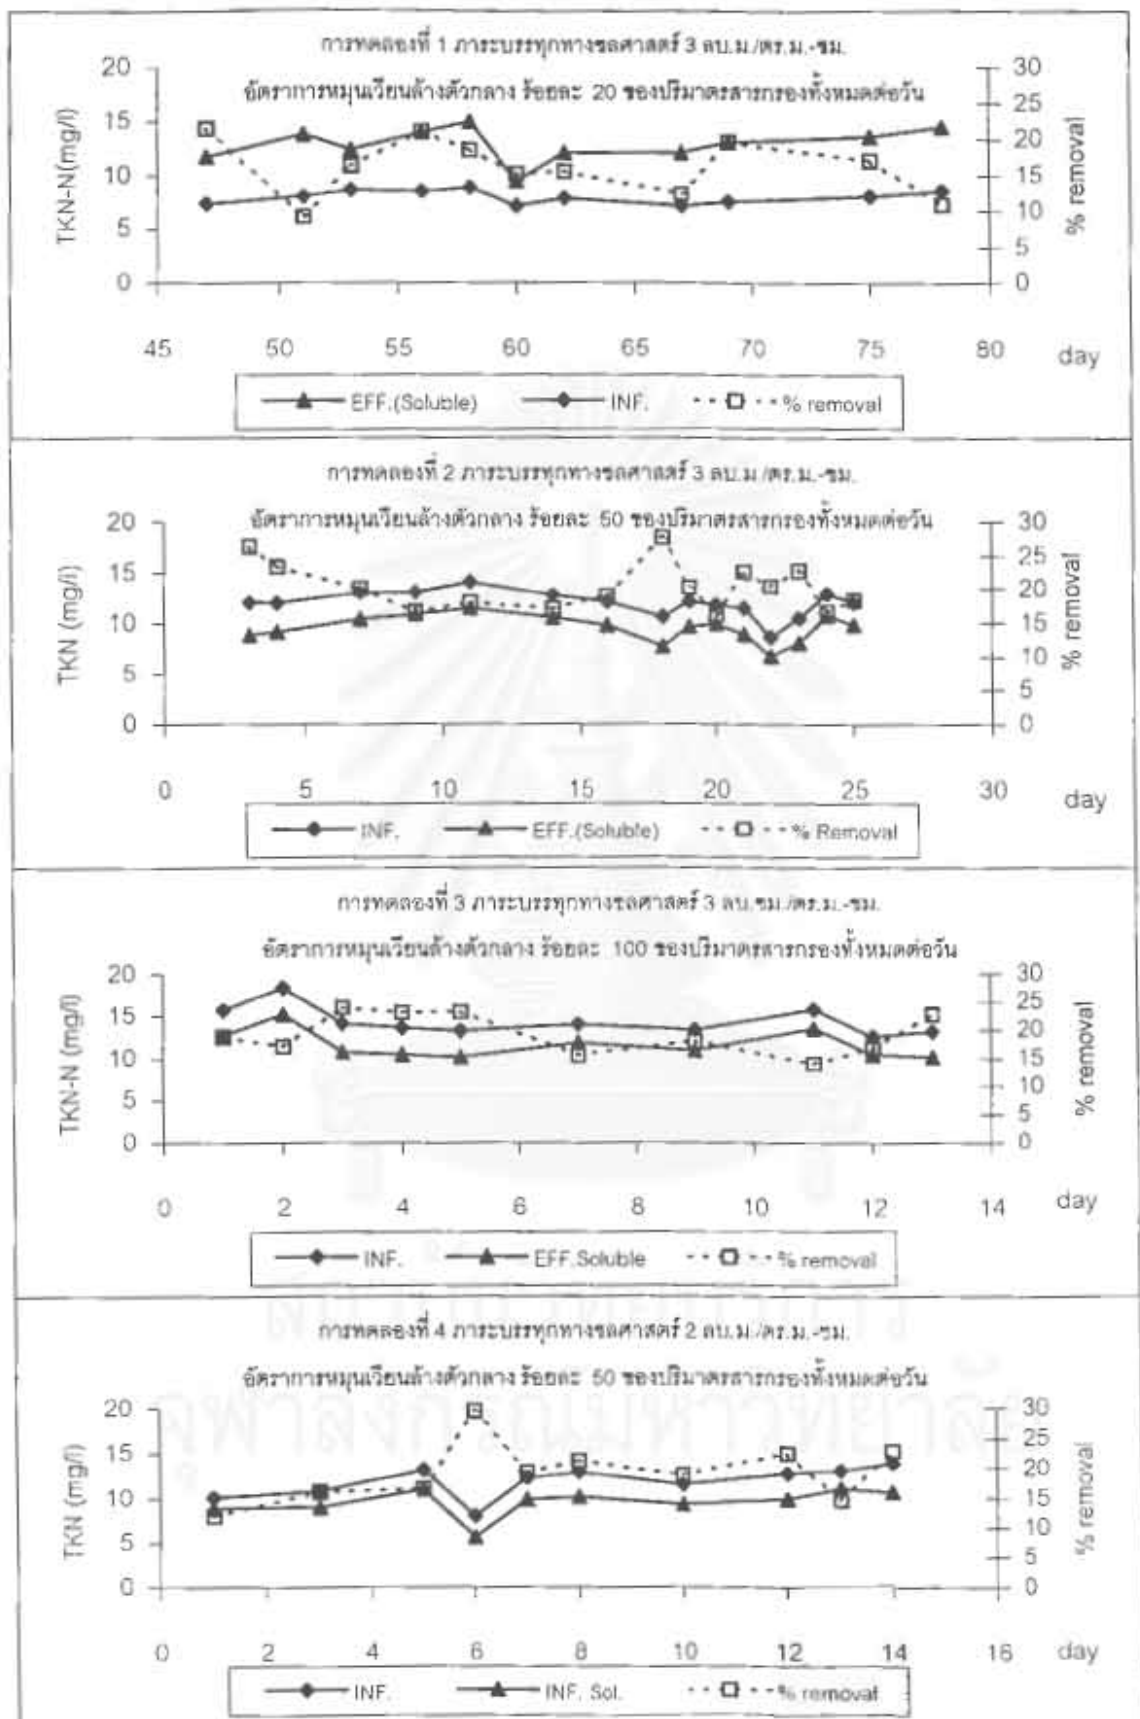 การทดลองที่ 1 ภาระบรรทุกทางชลศาสตร์ 3 ลบ.ม./ตร.ม.-ชม.
อัตราการหมุนเวียนล้างตัวกลาง ร้อยละ 20 ของปริมาตรสารกรองทั้งหมดต่อวัน
TKN-N(mg/l)
20
15
10
5
0
30
25
20
15
10
5
0
% removal
45 50 55 60 65 70 75 80 day
EFF.(Soluble) INF. % removal
การทดลองที่ 2 ภาระบรรทุกทางชลศาสตร์ 3 ลบ.ม/ตร.ม.-ชม.
อัตราการหมุนเวียนล้างตัวกลาง ร้อยละ 50 ของปริมาตรสารกรองทั้งหมดต่อวัน
TKN (mg/l)
20
15
10
5
0
30
25
20
15
10
5
0
% removal
0 5 10 15 20 25 30 day
INF. EFF.(Soluble) % Removal
การทดลองที่ 3 ภาระบรรทุกทางชลศาสตร์ 3 ลบ.ซม./ตร.ม.-ชม.
อัตราการหมุนเวียนล้างตัวกลาง ร้อยละ 100 ของปริมาตรสารกรองทั้งหมดต่อวัน
TKN-N (mg/l)
20
15
10
5
0
30
25
20
15
10
5
0
% removal
0 2 4 6 8 10 12 14 day
INF. EFF.Soluble % removal
การทดลองที่ 4 ภาระบรรทุกทางชลศาสตร์ 2 ลบ.ม./ตร.ม.-ชม.
อัตราการหมุนเวียนล้างตัวกลาง ร้อยละ 50 ของปริมาตรสารกรองทั้งหมดต่อวัน
TKN (mg/l)
20
15
10
5
0
30
25
20
15
10
5
0
% removal
0 2 4 6 8 10 12 14 16 day
INF. INF. Sol. % removal
จุฬาลงกรณ์มหาวิทยาลัย